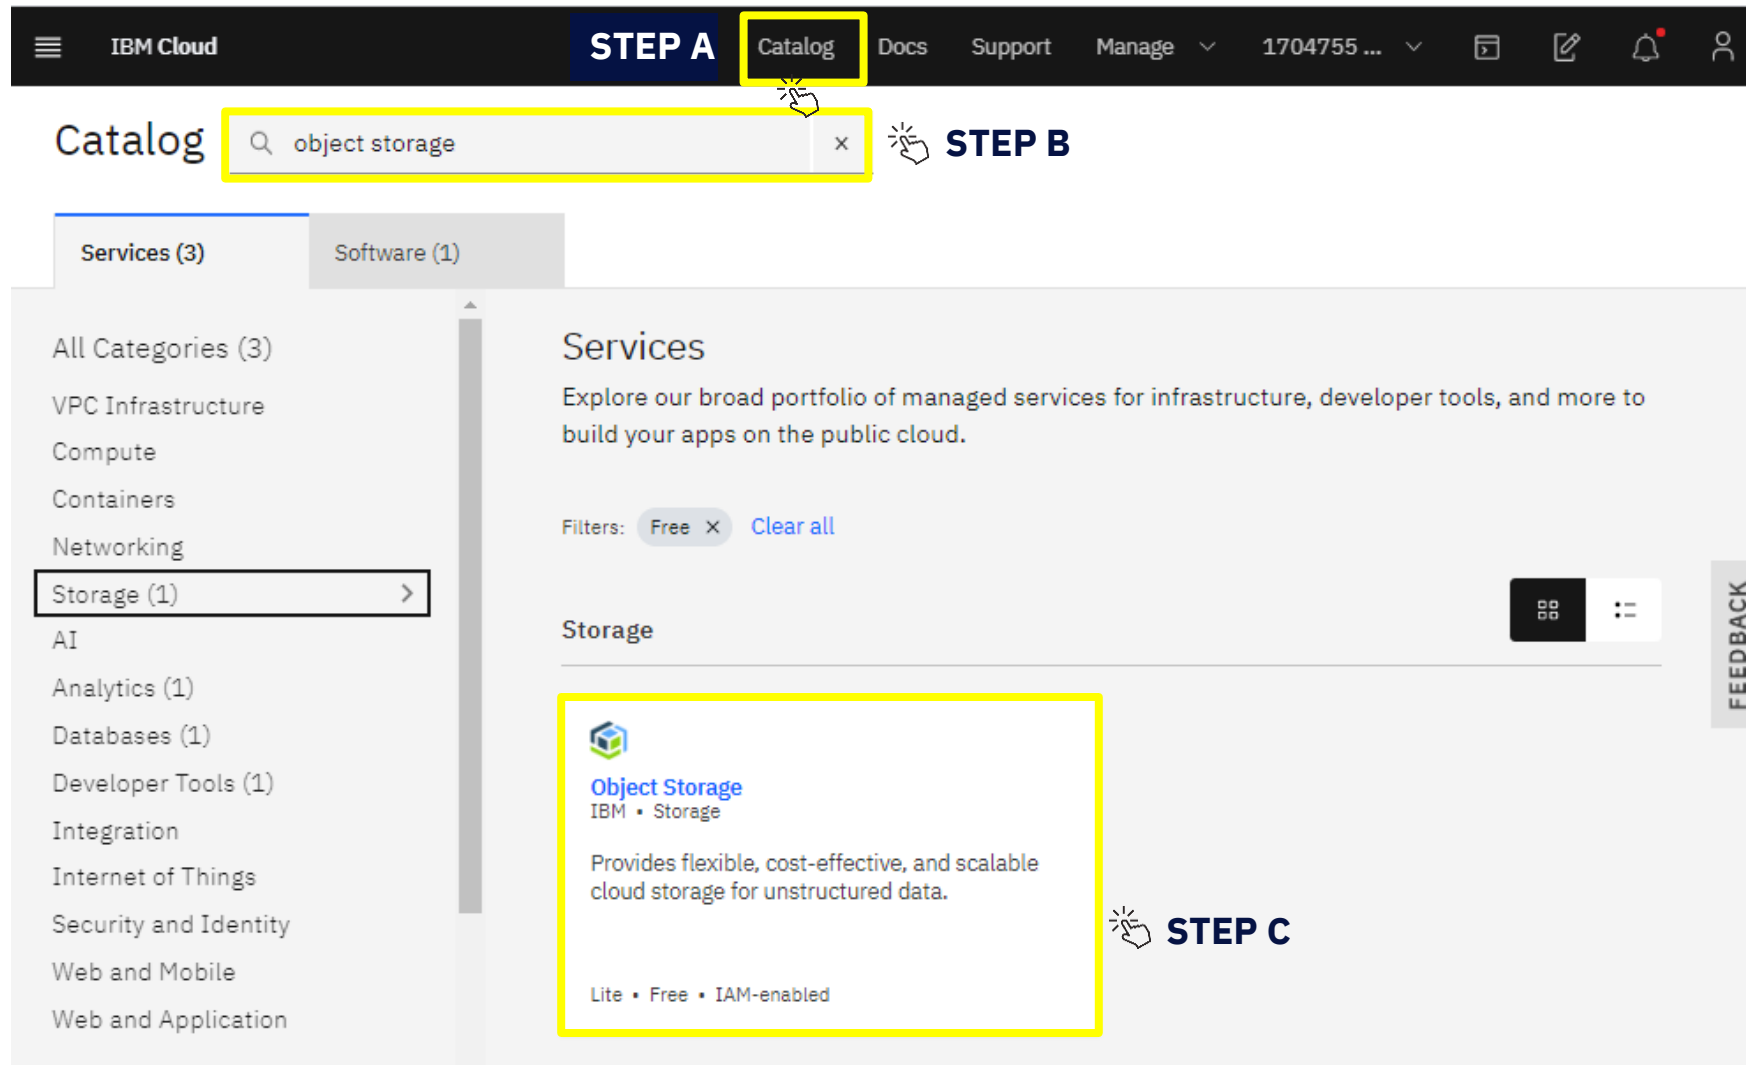 IBM Cloud
STEP A
Catalog
Docs
Support
Manage
1704755 ...
Catalog
object storage
STEP B
Services (3)
Software (1)
All Categories (3)
VPC Infrastructure
Compute
Containers
Networking
Storage (1)
AI
Analytics (1)
Databases (1)
Developer Tools (1)
Integration
Internet of Things
Security and Identity
Web and Mobile
Web and Application
Services
Explore our broad portfolio of managed services for infrastructure, developer tools, and more to
build your apps on the public cloud.
Filters: Free × Clear all
Storage
Object Storage
IBM • Storage
Provides flexible, cost-effective, and scalable
cloud storage for unstructured data.
Lite • Free • IAM-enabled
STEP C
FEEDBACK